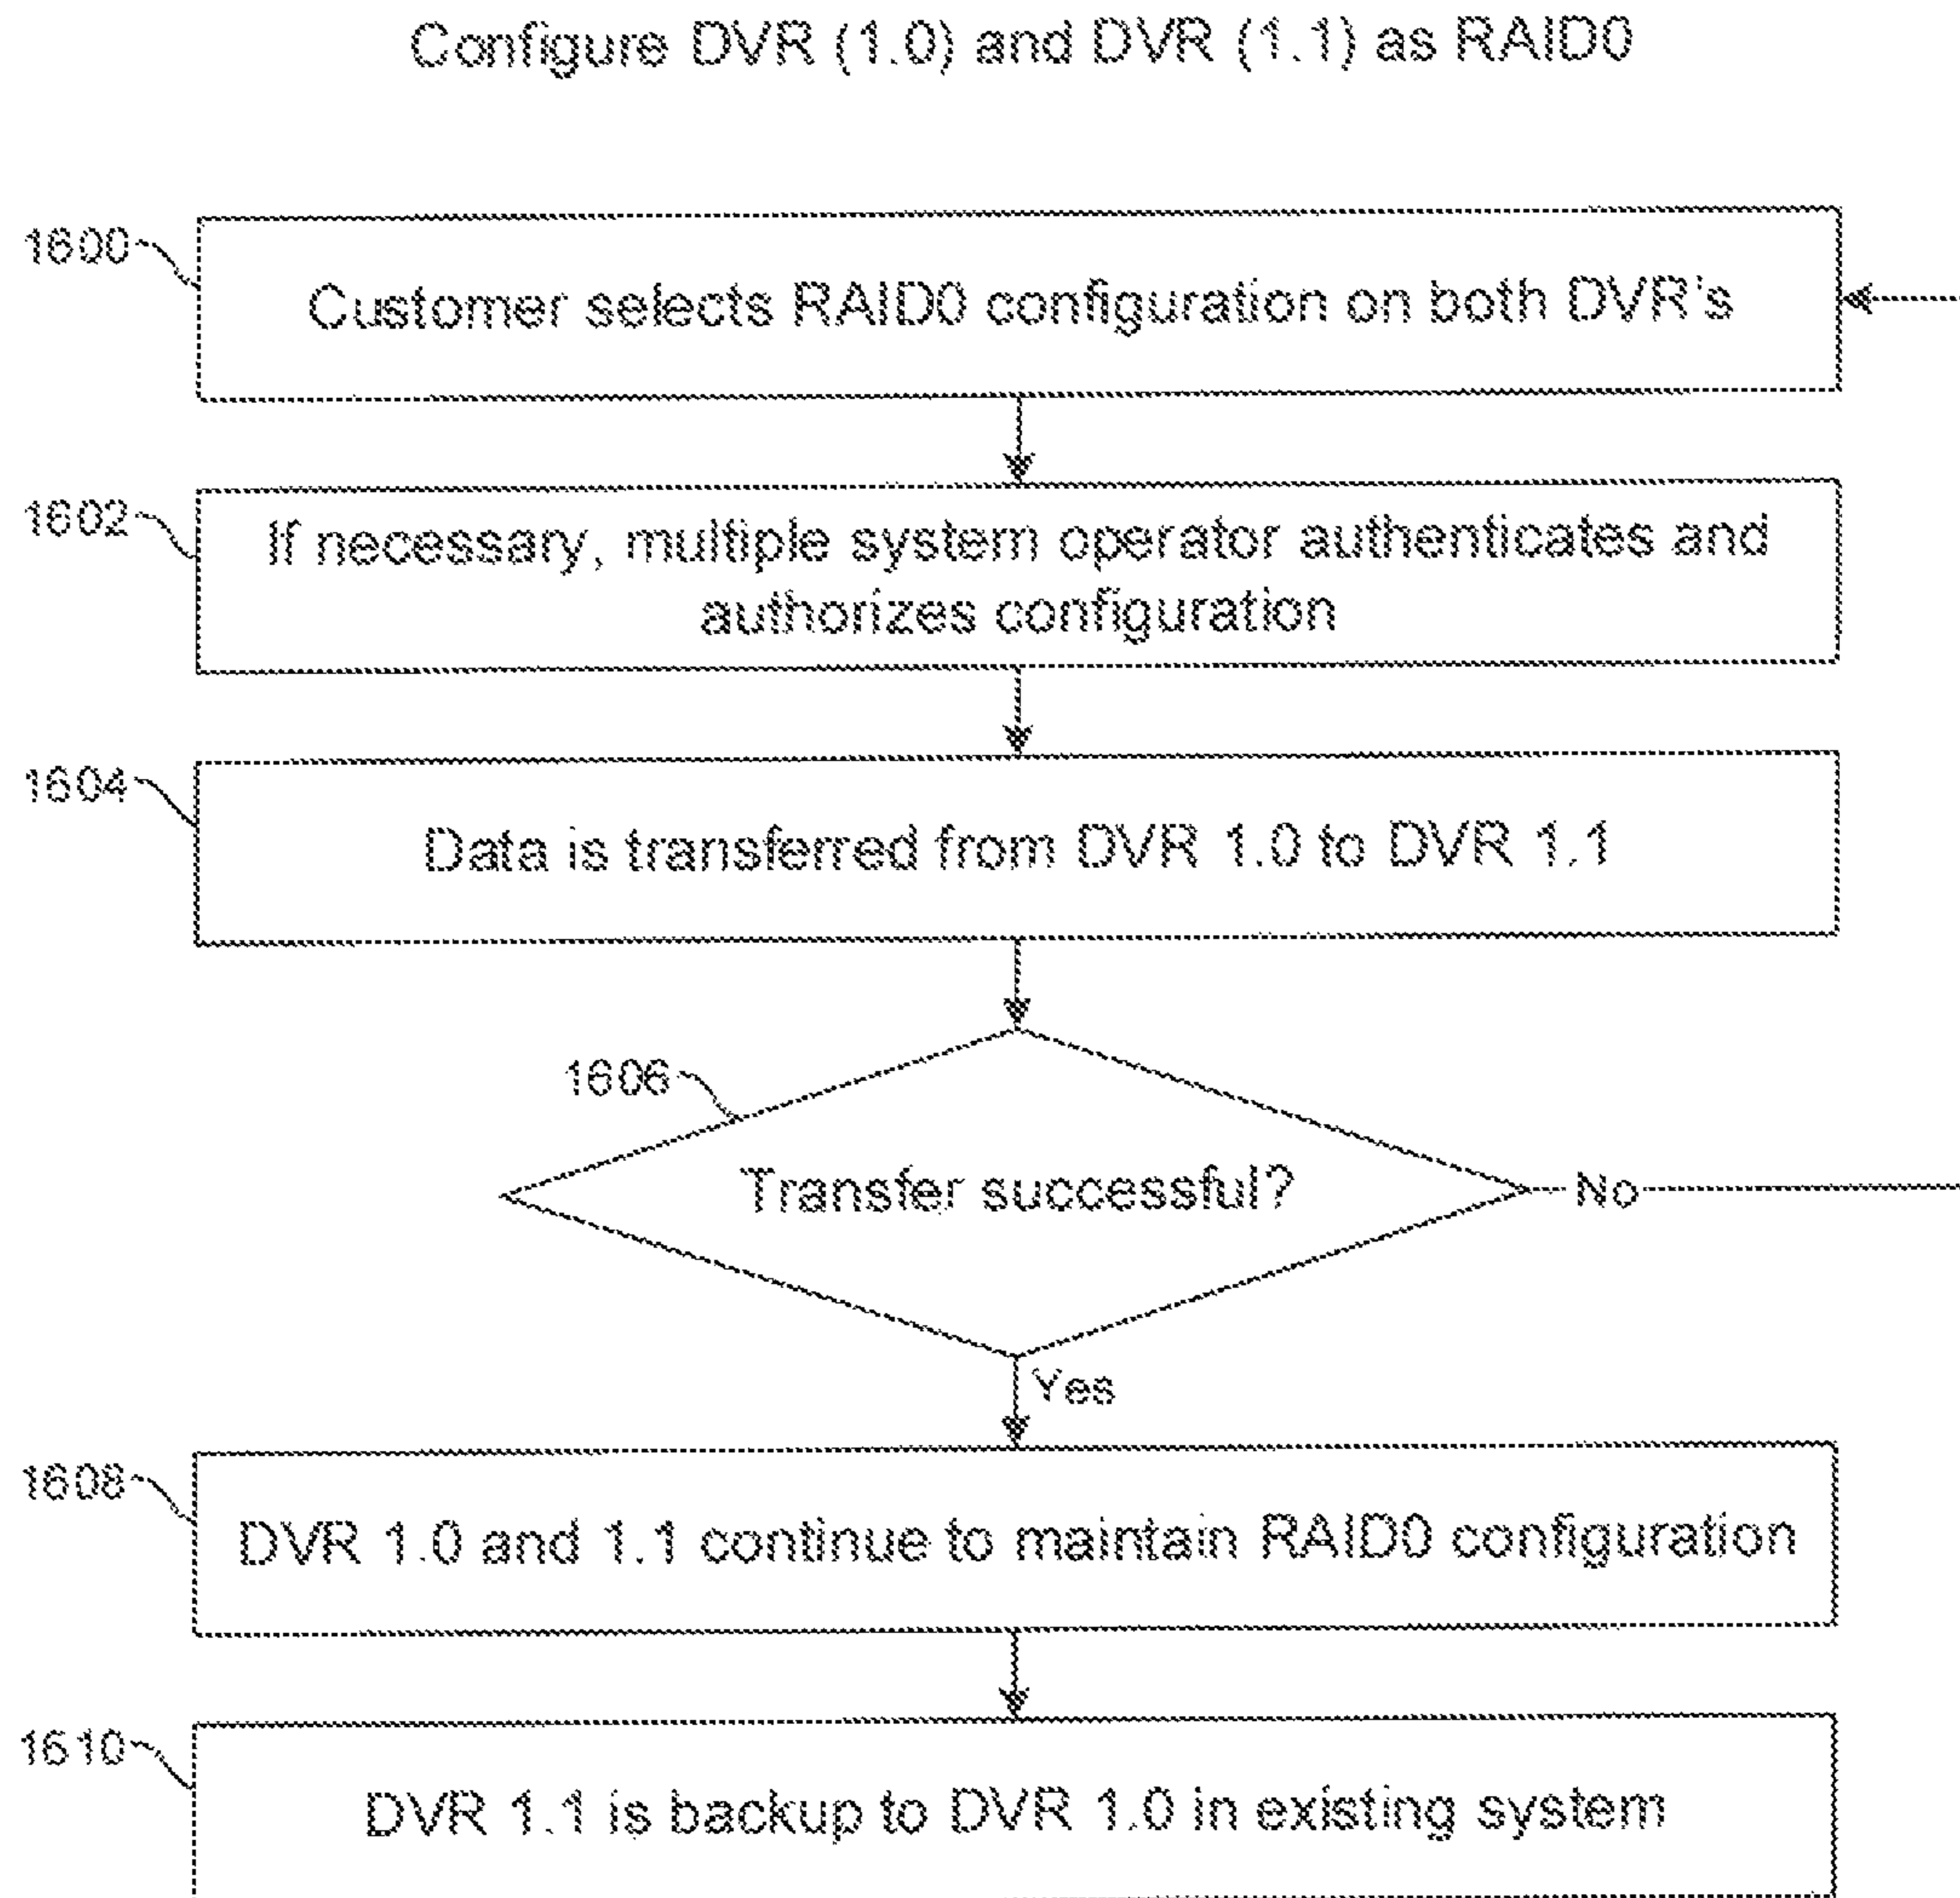 Configure DVR (1.0) and DVR (1.1) as RAID0
1600
Customer selects RAID0 configuration on both DVR's
1602
If necessary, multiple system operator authenticates and
authorizes configuration
1604
Data is transferred from DVR 1.0 to DVR 1.1
1606
Transfer successful?
No
Yes
1608
DVR 1.0 and 1.1 continue to maintain RAID0 configuration
1610
DVR 1.1 is backup to DVR 1.0 in existing system